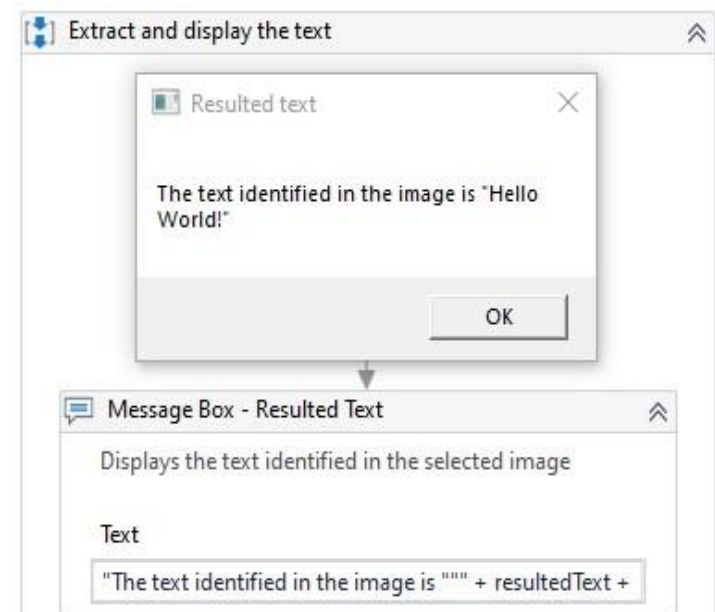 Extract and display the text
Resulted text
The text identified in the image is "Hello
World!"
OK
Message Box - Resulted Text
Displays the text identified in the selected image
Text
"The text identified in the image is """ + resultedText +